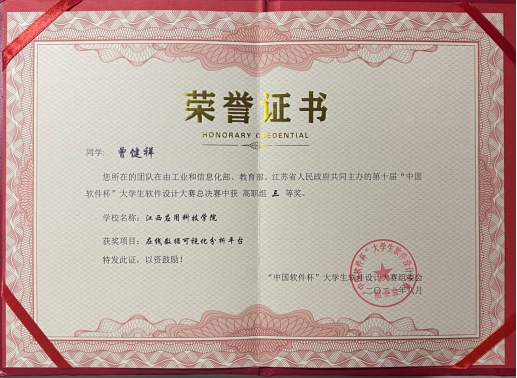 荣誉证书
HONORARY CREDENTIAL
同学: 曹健祥
您所在的团队在由工业和信息化部、教育部、江苏省人民政府共同主办的第十届“中国
软件杯”大学生软件设计大赛总决赛中获 高职组 三 等奖。
学校名称: 江西应用科技学院
获奖项目: 在线数据可视化分析平台
特发此证, 以资鼓励!
“中国软件杯”大学生软件设计大赛组委会
二〇二 年八月